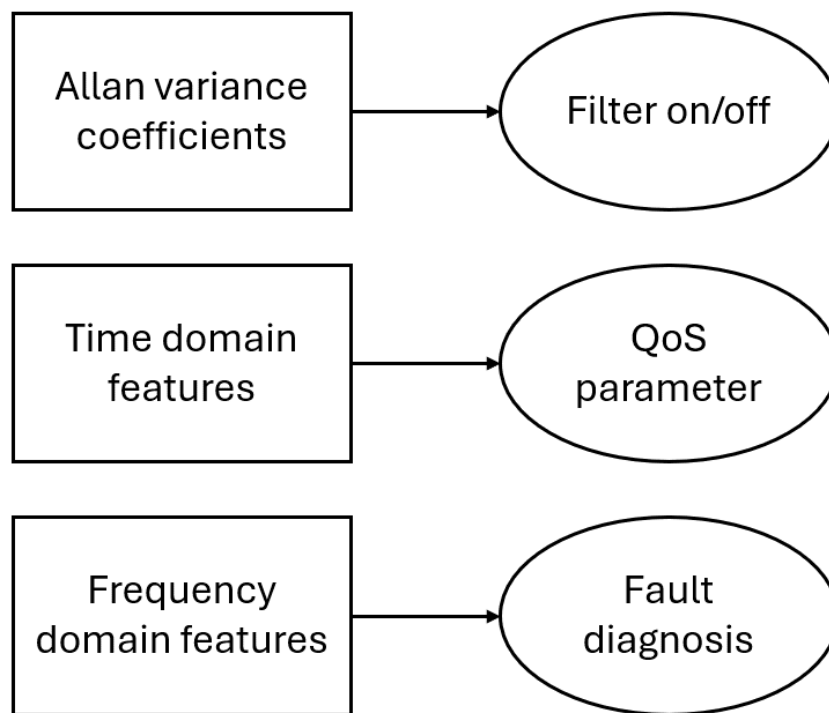 Allan variance
coefficients
Filter on/off
Time domain
features
QoS
parameter
Frequency
domain features
Fault
diagnosis